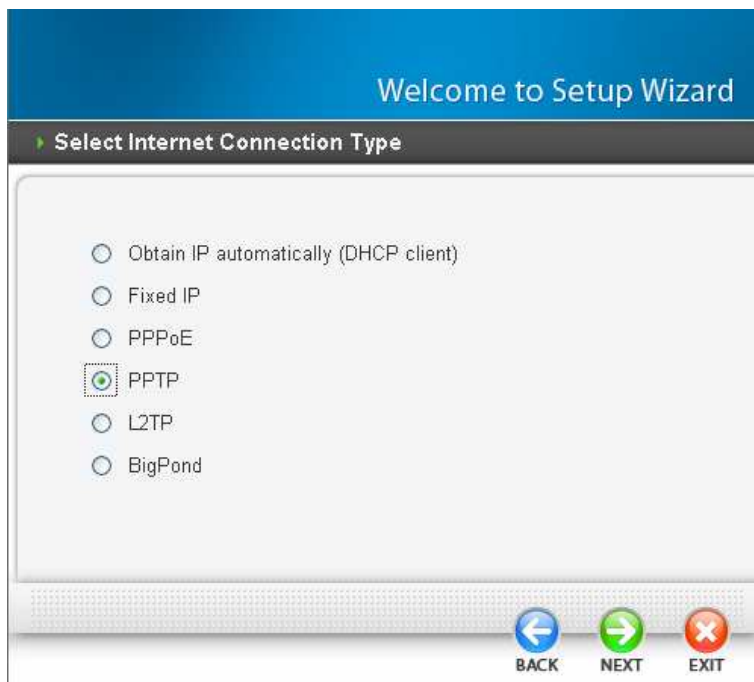 Welcome to Setup Wizard
Select Internet Connection Type
Obtain IP automatically (DHCP client)
Fixed IP
PPPoE
PPTP
L2TP
BigPond
BACK NEXT EXIT